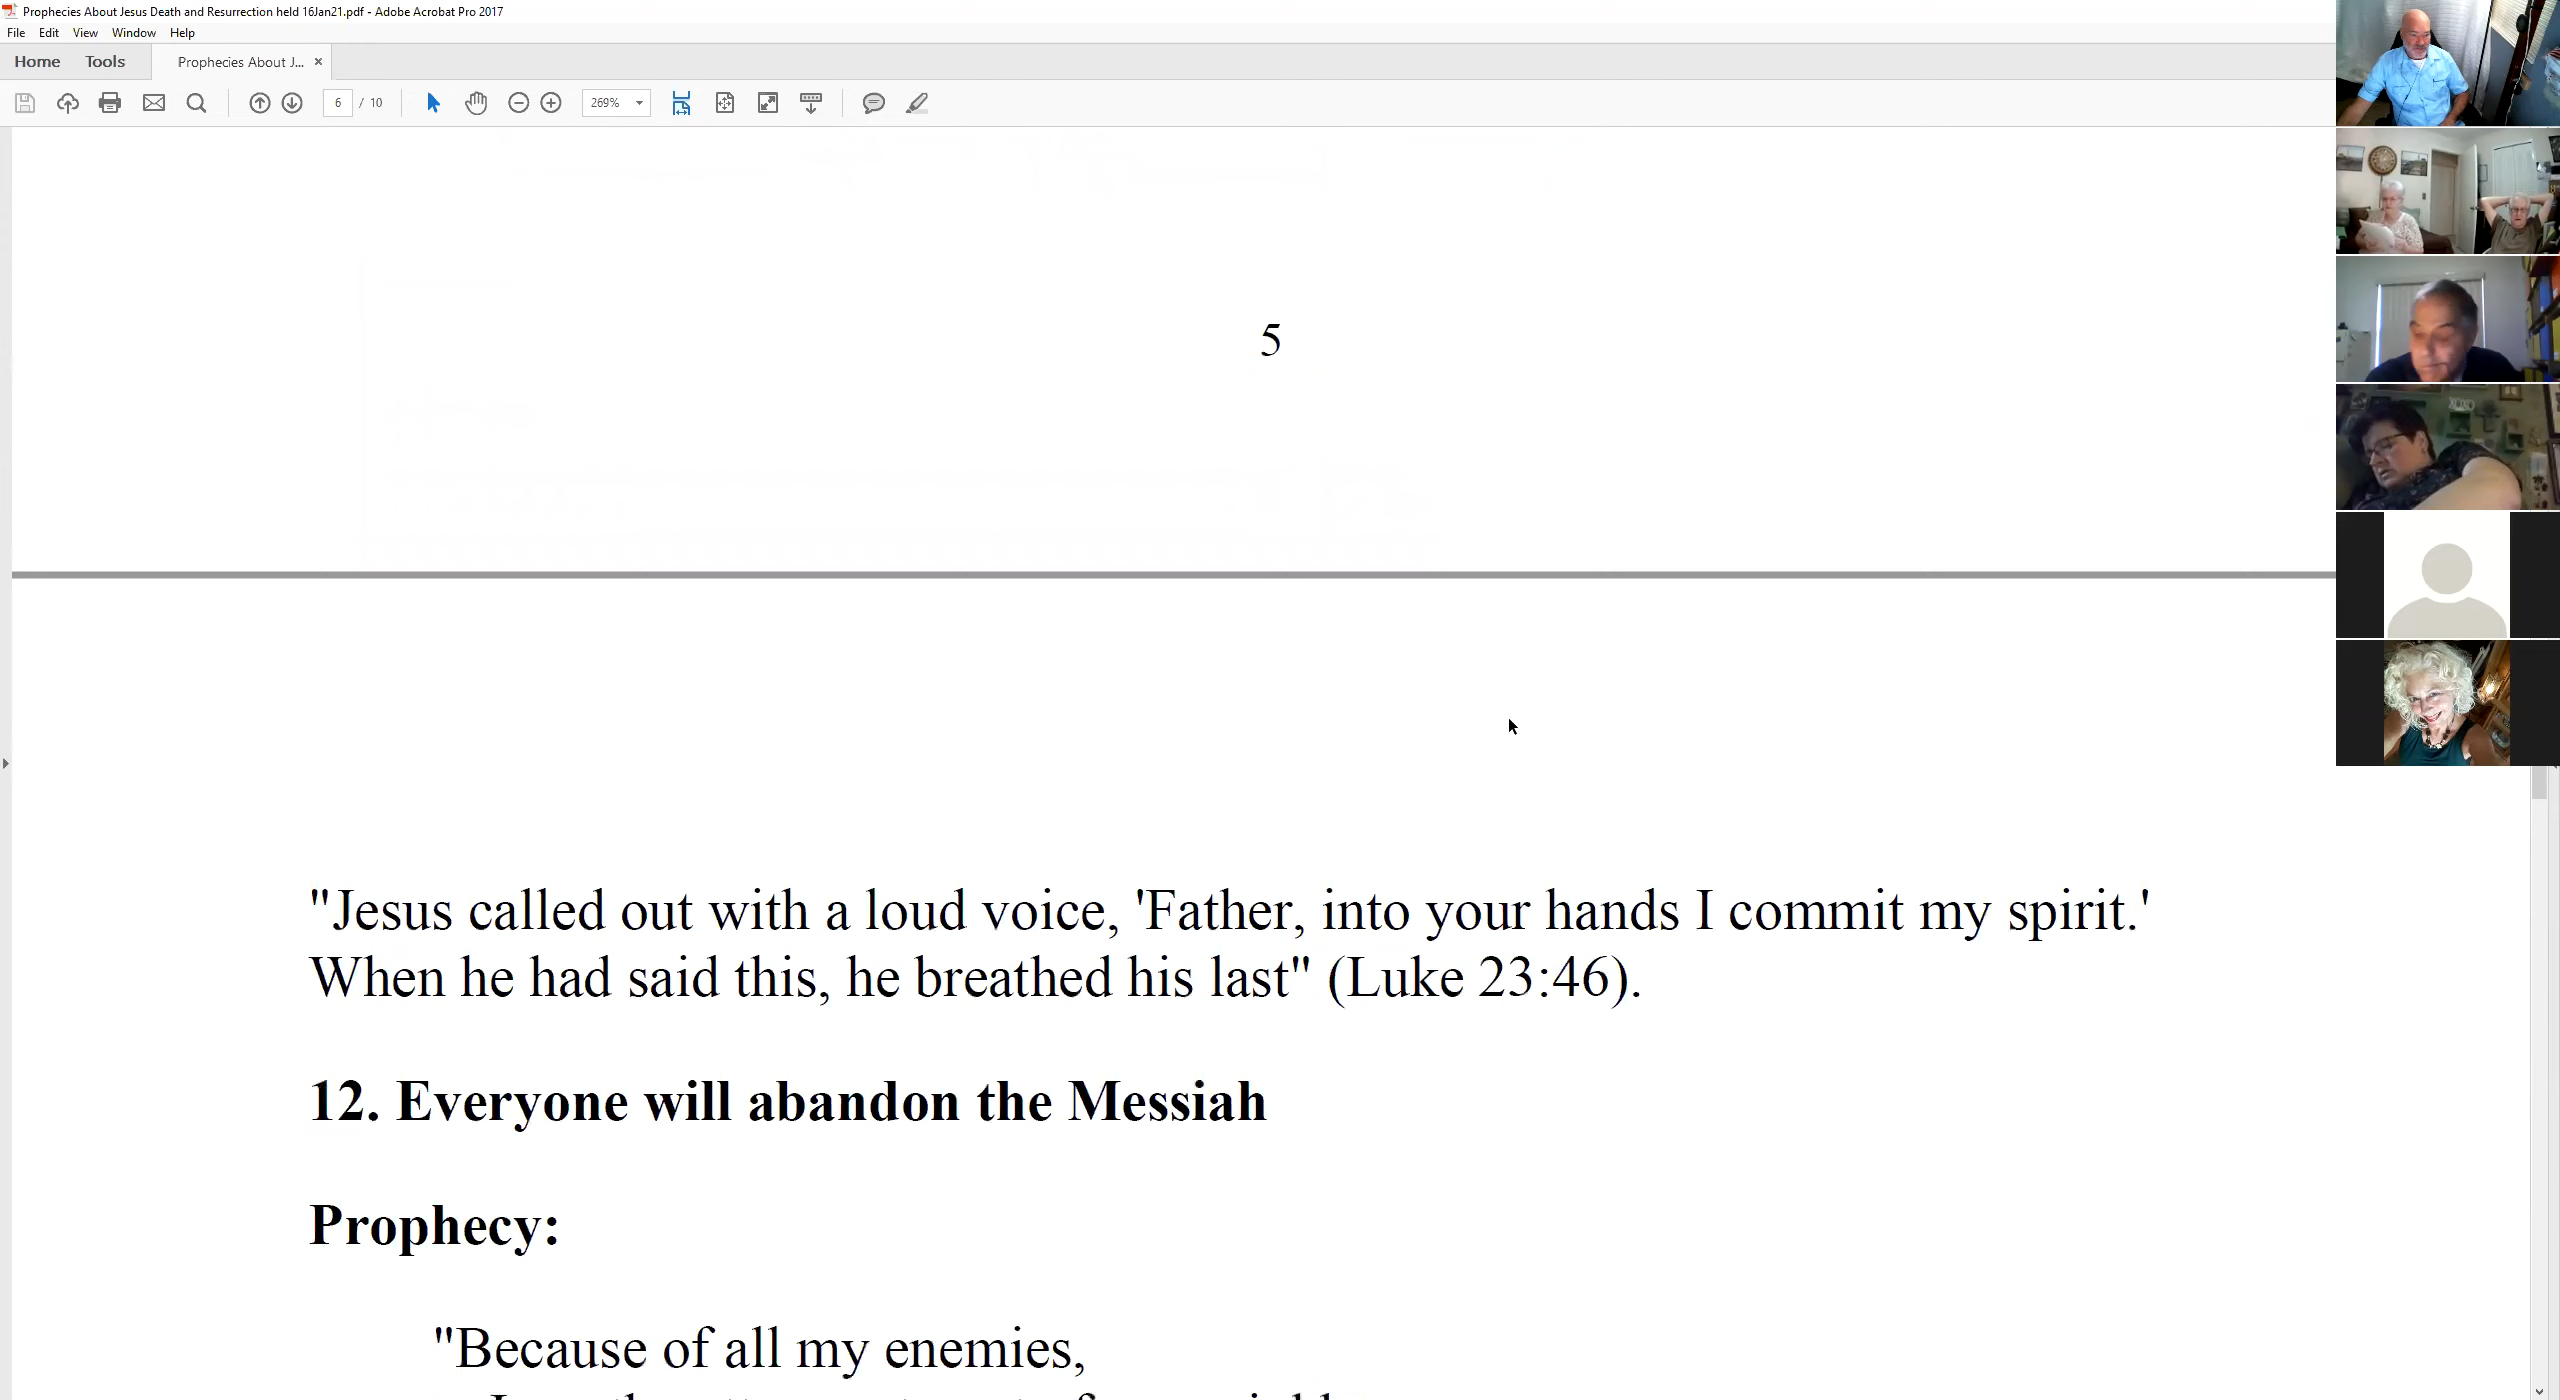 Prophecies About Jesus Death and Resurrection held 16Jan21.pdf - Adobe Acrobat Pro 2017
File Edit View Window Help
Home Tools Prophecies About J... ×
6 / 10 269%
5
"Jesus called out with a loud voice, 'Father, into your hands I commit my spirit.'
When he had said this, he breathed his last" (Luke 23:46).
12. Everyone will abandon the Messiah
Prophecy:
"Because of all my enemies,